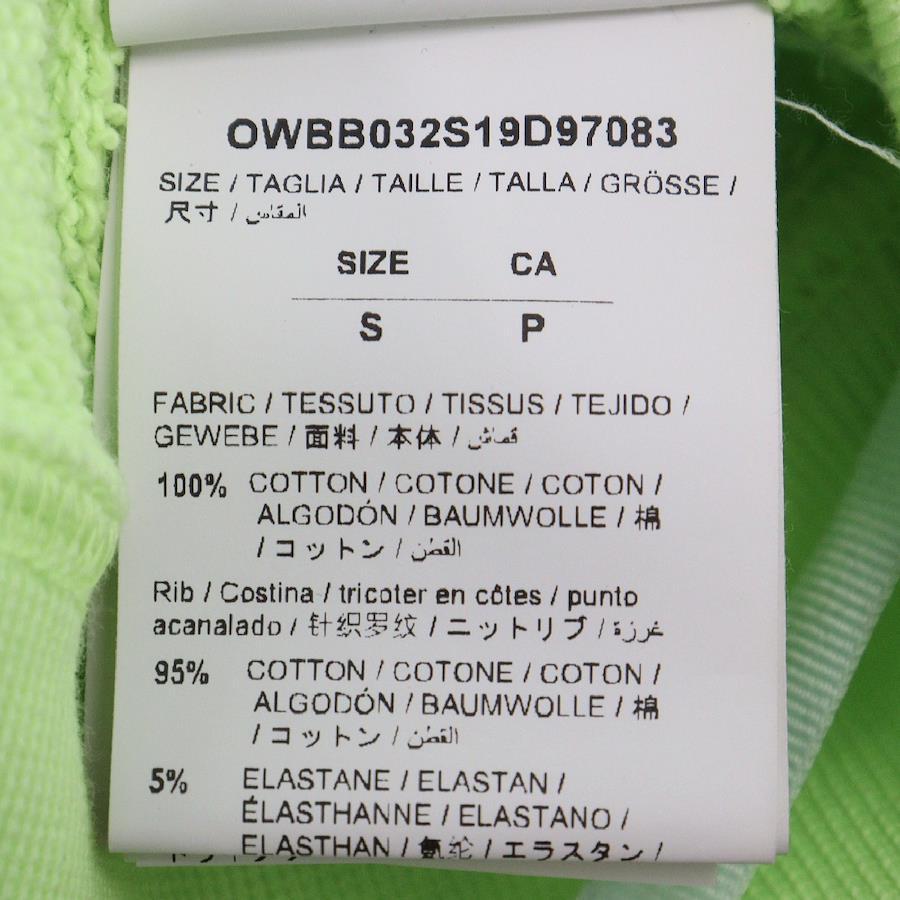 OWBB032S19D97083
SIZE / TAGLIA / TAILLE / TALLA / GRÖSSE /
尺寸 / المقاس
SIZE CA
S P
FABRIC / TESSUTO / TISSUS / TEJIDO /
GEWEBE / 面料 / 本体 / قماش
100% COTTON / COTONE / COTON /
ALGODÓN / BAUMWOLLE / 棉
/ コットン / القطن
Rib / Costina / tricoter en côtes / punto
acanalado / 针织罗纹 / ニットリブ / غرزة
95% COTTON / COTONE / COTON /
ALGODÓN / BAUMWOLLE / 棉
/ コットン / القطن
5% ELASTANE / ELASTAN /
ÉLASTHANNE / ELASTANO /
ELASTHAN / 氨纶 / エラスタン /